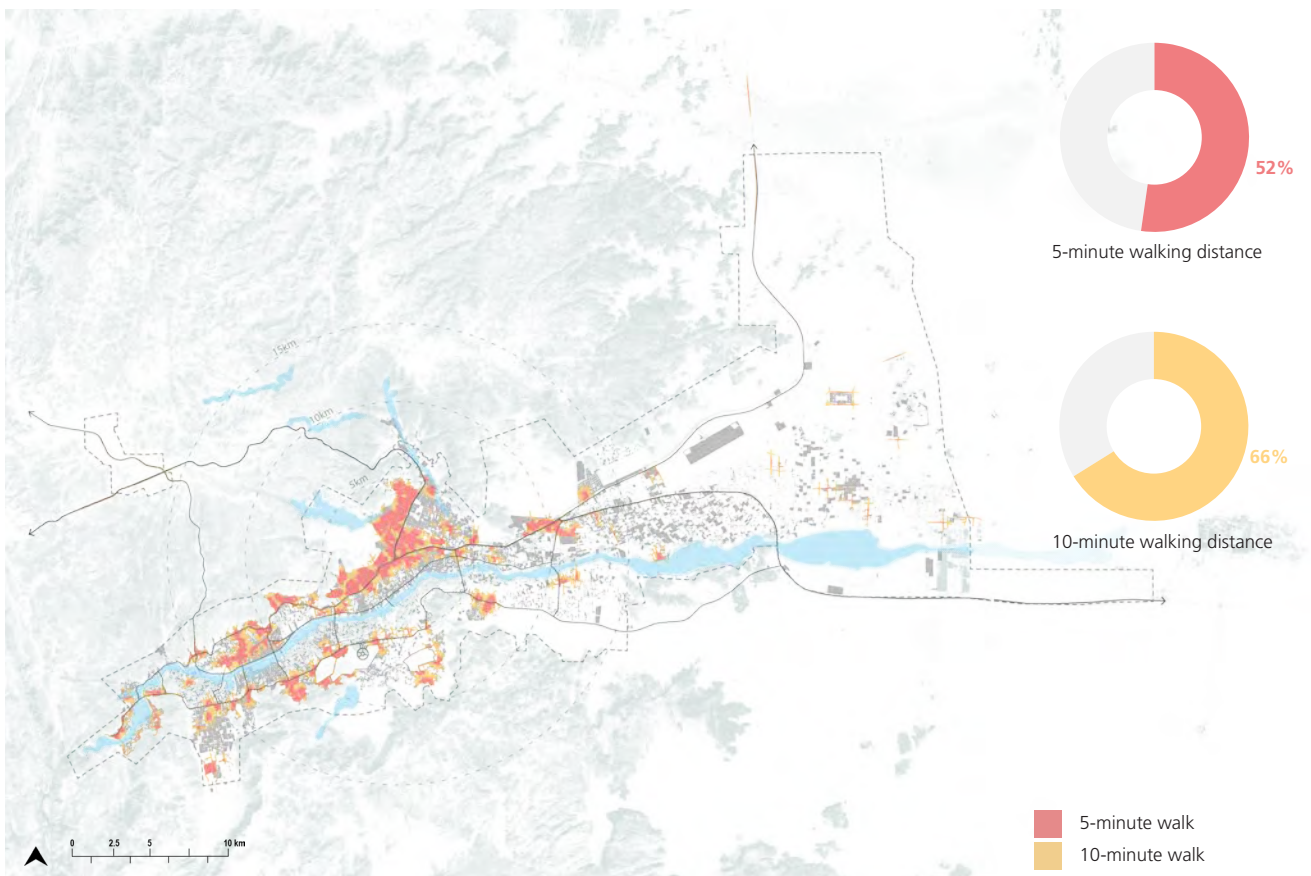 52%
5-minute walking distance
66%
10-minute walking distance
15km
10km
5km
0 2.5 5 10 km
5-minute walk
10-minute walk